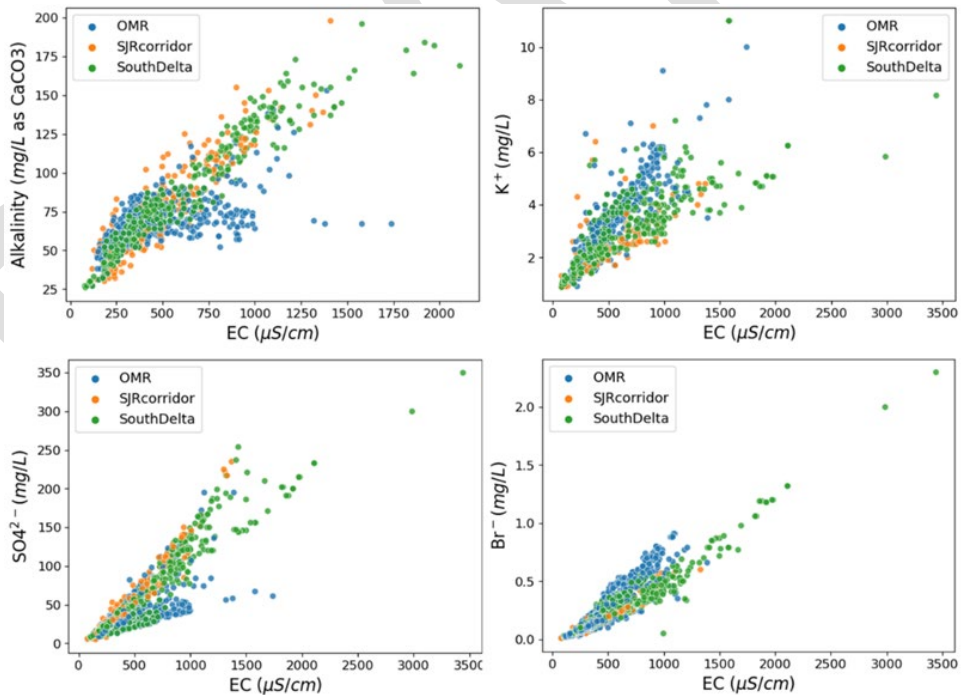 200
175
150
125
100
75
50
25
Alkalinity (mg/L as CaCO3)
OMR
SJRcorridor
SouthDelta
0 250 500 750 1000 1250 1500 1750 2000
EC (μS/cm)
10
8
6
4
2
K⁺ (mg/L)
OMR
SJRcorridor
SouthDelta
0 500 1000 1500 2000 2500 3000 3500
EC (μS/cm)
350
300
250
200
150
100
50
0
SO4²⁻ (mg/L)
OMR
SJRcorridor
SouthDelta
0 500 1000 1500 2000 2500 3000 3500
EC (μS/cm)
2.0
1.5
1.0
0.5
0.0
Br⁻ (mg/L)
OMR
SJRcorridor
SouthDelta
0 500 1000 1500 2000 2500 3000 3500
EC (μS/cm)